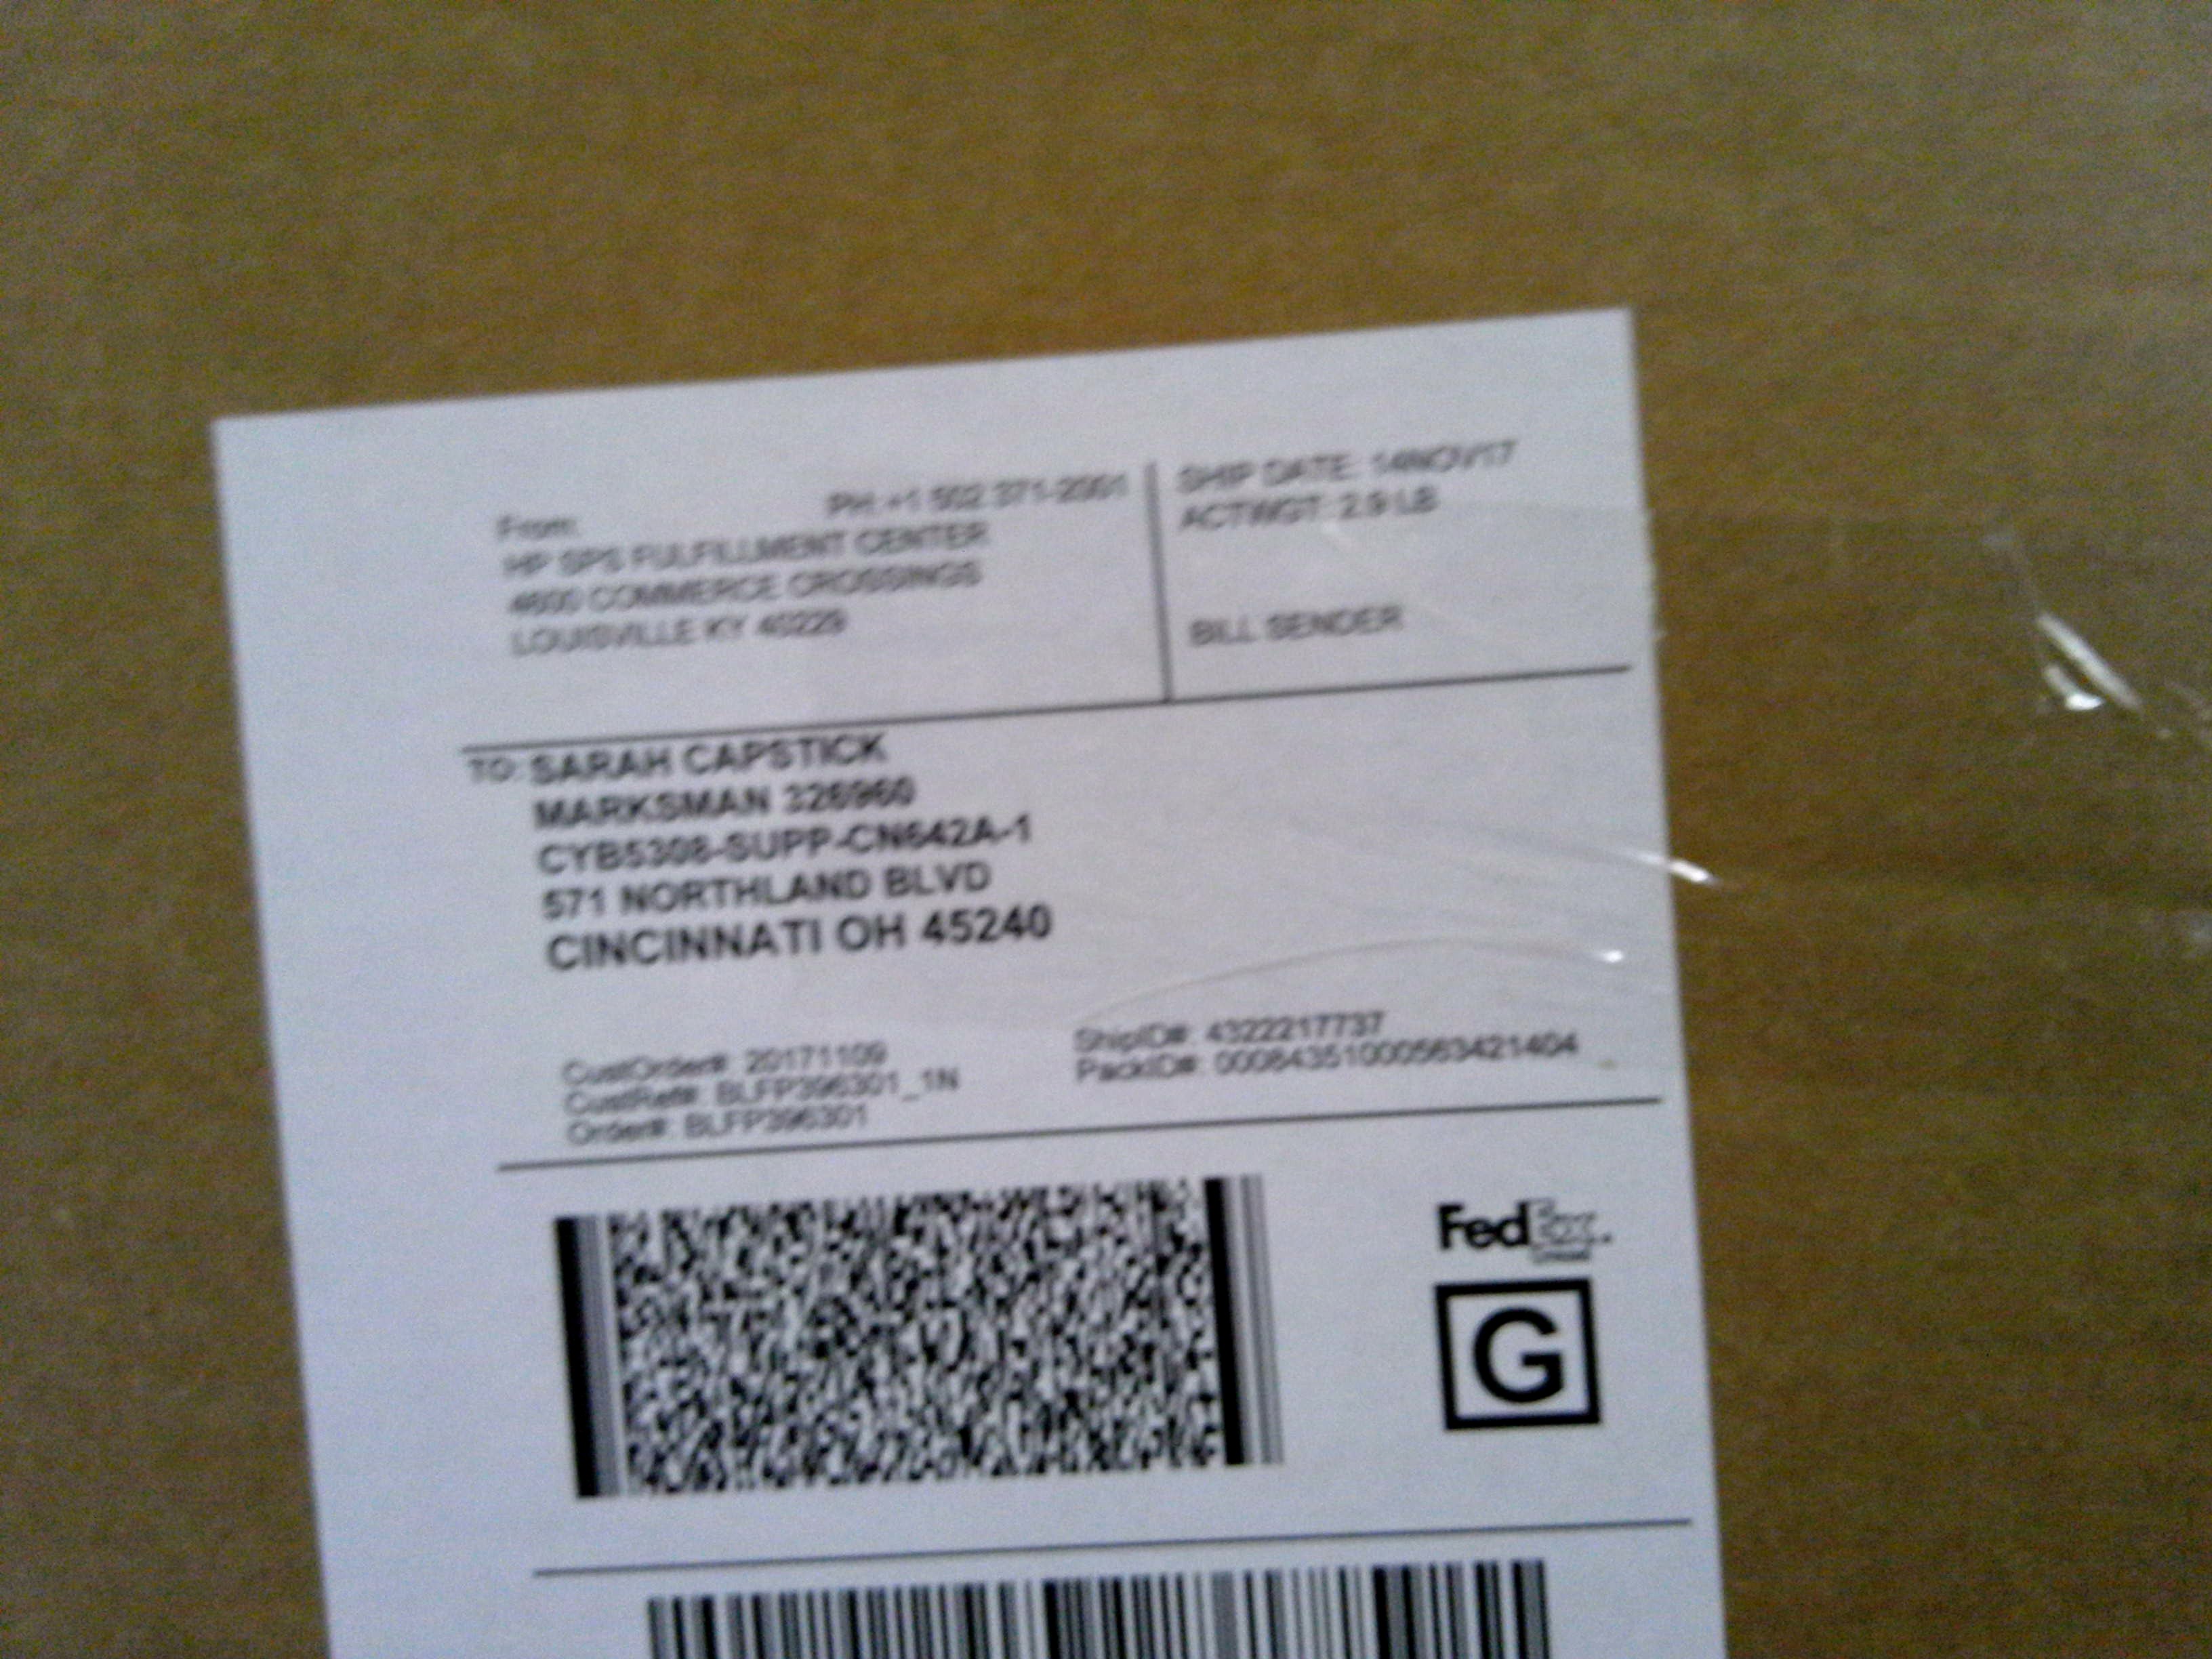 From:
PH: +1 502 371-2001
HP SPS FULFILLMENT CENTER
4600 COMMERCE CROSSINGS
LOUISVILLE KY 40229
SHIP DATE: 14NOV17
ACTWGT: 2.9 LB
BILL SENDER
TO: SARAH CAPSTICK
MARKSMAN 326960
CYB5308-SUPP-CN642A-1
571 NORTHLAND BLVD
CINCINNATI OH 45240
CustOrder#: 20171109
CustRef#: BLFP396301_1N
Order#: BLFP396301
ShipID#: 4322217737
PackID#: 00084351000563421404
FedEx.
G